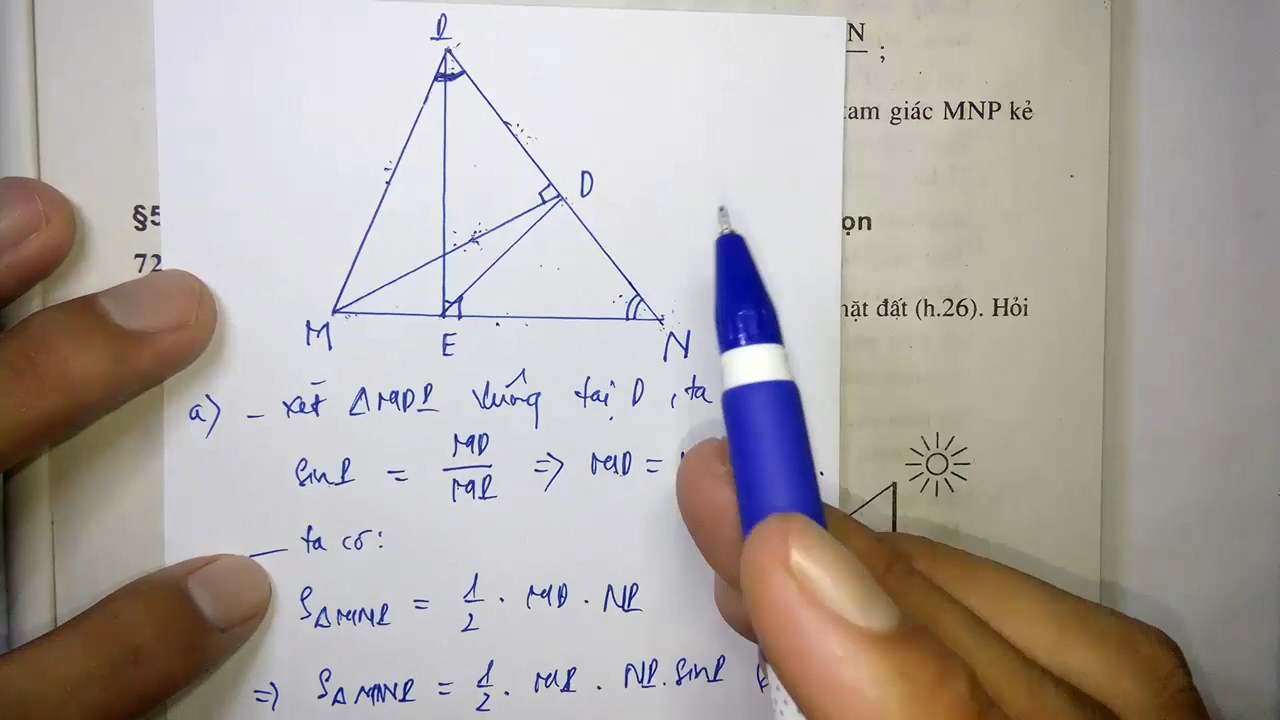 P
D
M
E
N
a) - xét ΔMDP vuông tại D, ta
sinP = MD/MP ⇒ MD =
- ta có:
SΔMNP = 1/2 . MD . NP
⇒ SΔMNP = 1/2 . MP . NP . sinP
N
;
tam giác MNP kẻ
§5
ọn
72
mặt đất (h.26). Hỏi